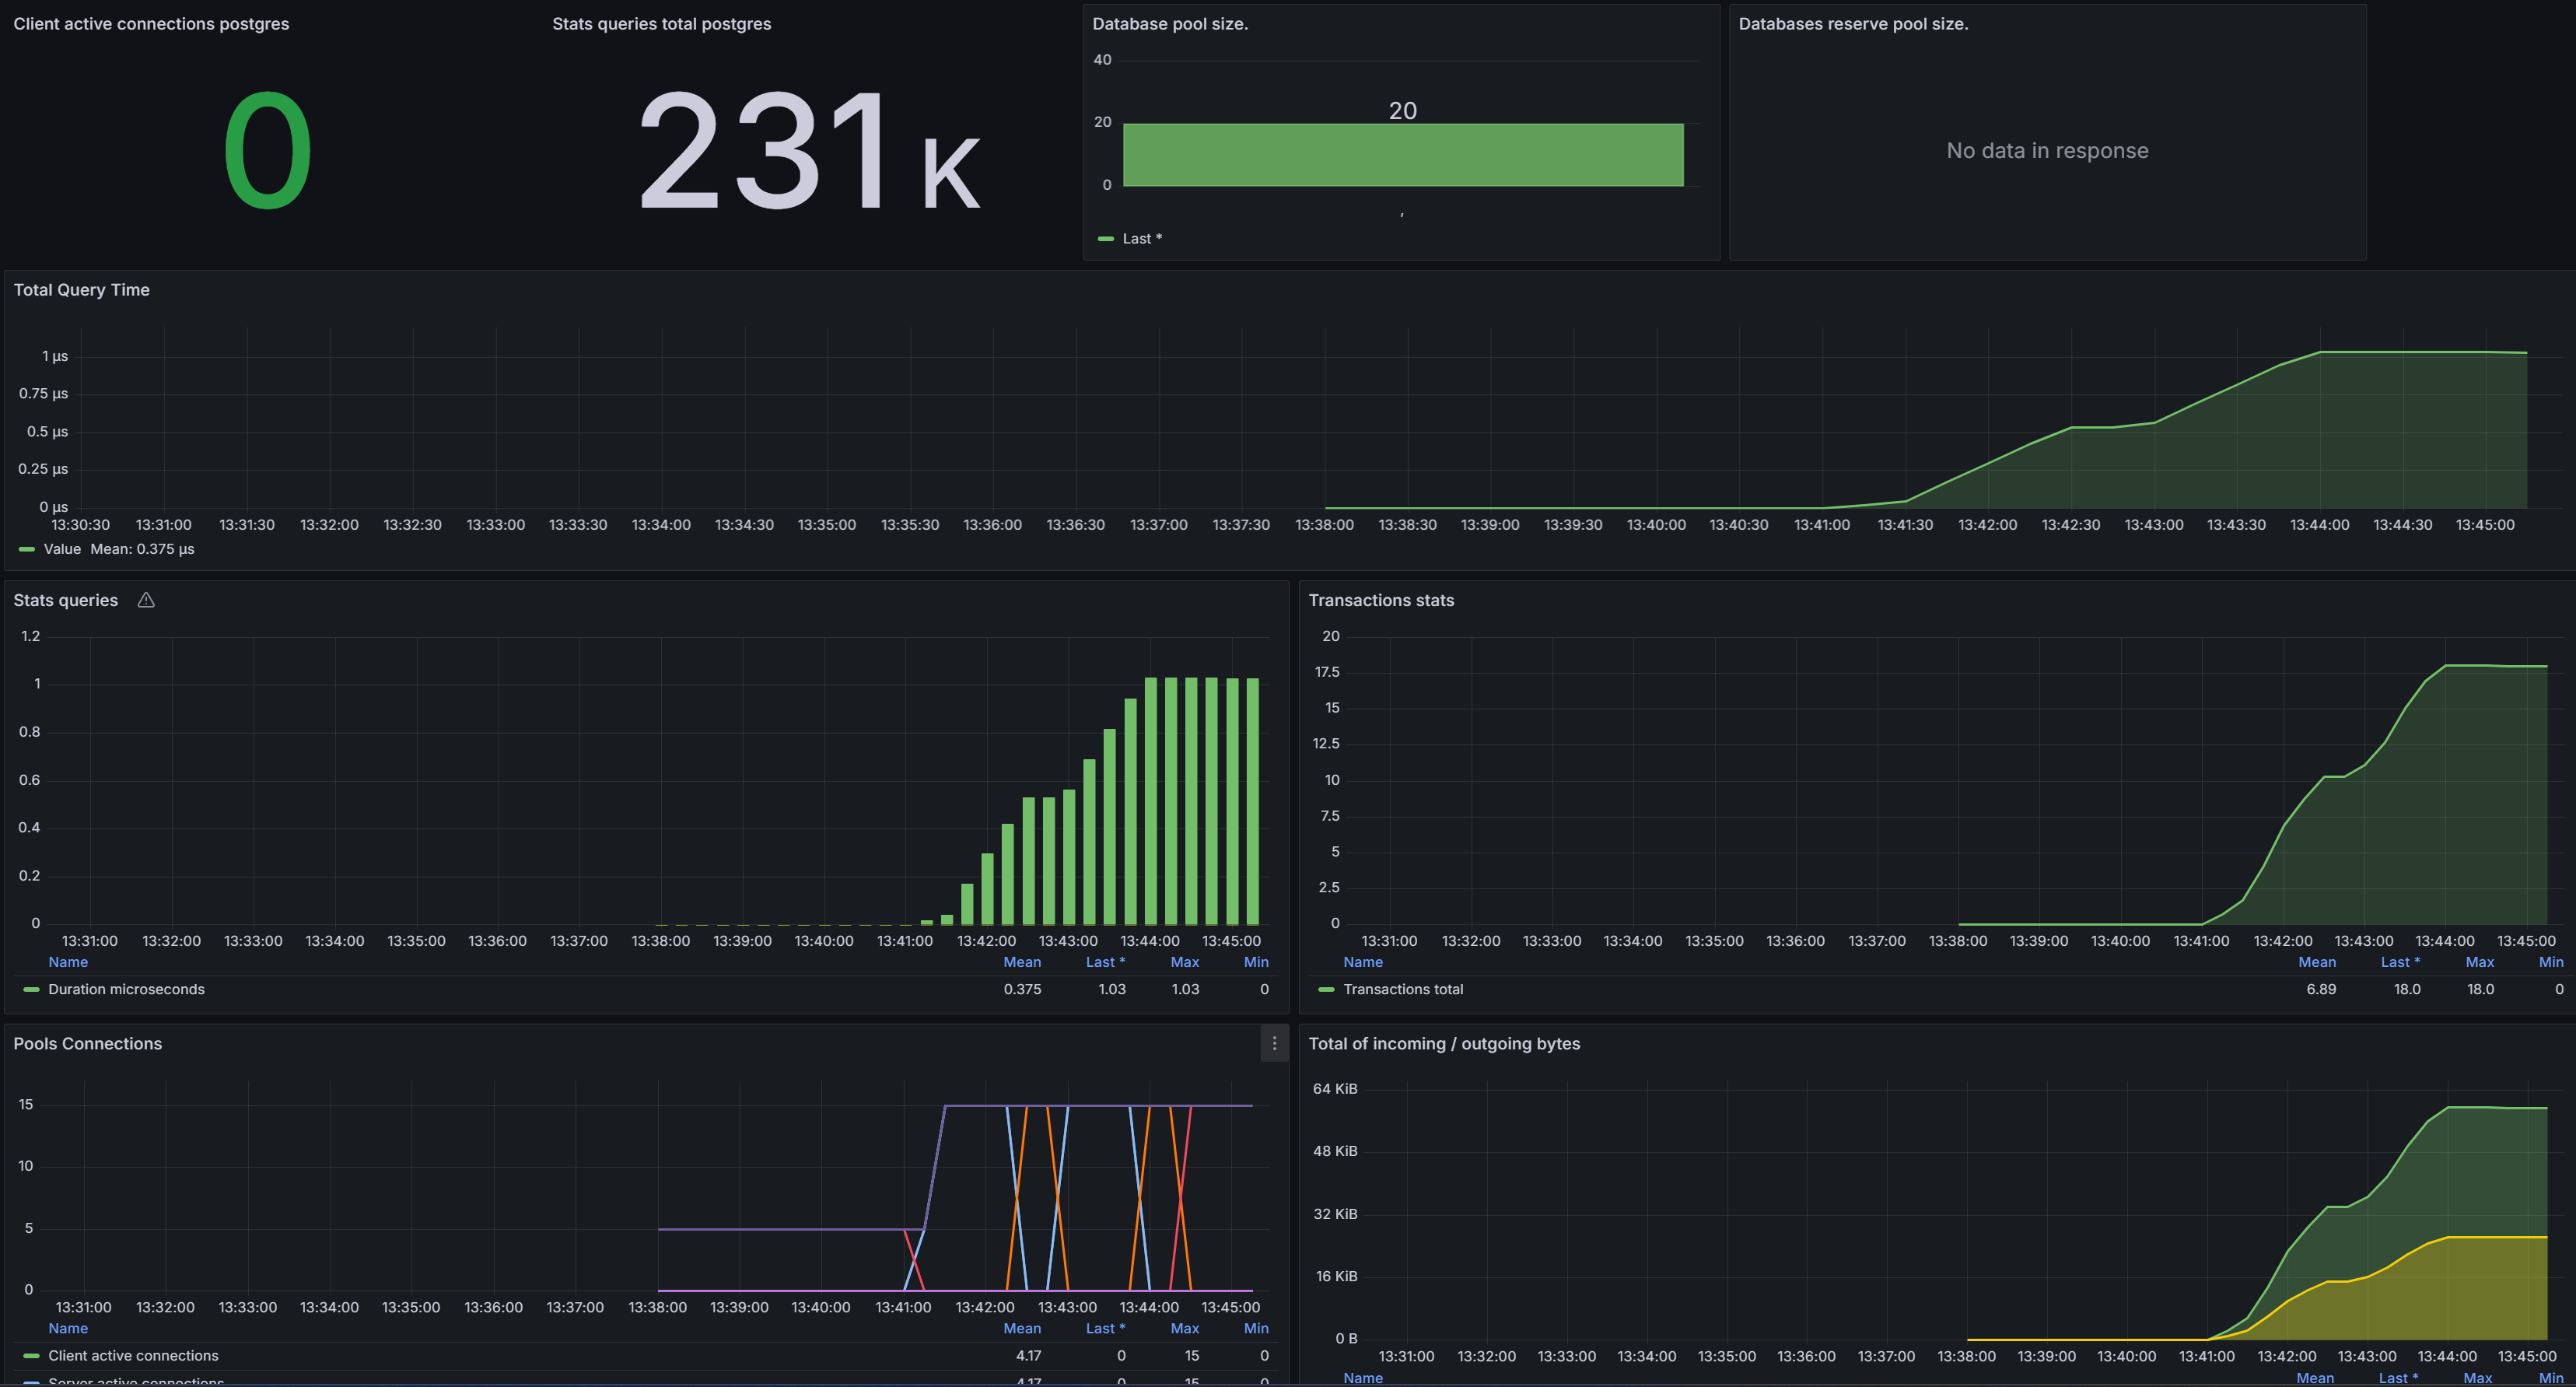 Client active connections postgres
0
Stats queries total postgres
231 K
Database pool size.
40
20
20
0
,
Last *
Databases reserve pool size.
No data in response
Total Query Time
1 µs
0.75 µs
0.5 µs
0.25 µs
0 µs
13:30:30 13:31:00 13:31:30 13:32:00 13:32:30 13:33:00 13:33:30 13:34:00 13:34:30 13:35:00 13:35:30 13:36:00 13:36:30 13:37:00 13:37:30 13:38:00 13:38:30 13:39:00 13:39:30 13:40:00 13:40:30 13:41:00 13:41:30 13:42:00 13:42:30 13:43:00 13:43:30 13:44:00 13:44:30 13:45:00
Value Mean: 0.375 µs
Stats queries
1.2
1
0.8
0.6
0.4
0.2
0
13:31:00 13:32:00 13:33:00 13:34:00 13:35:00 13:36:00 13:37:00 13:38:00 13:39:00 13:40:00 13:41:00 13:42:00 13:43:00 13:44:00 13:45:00
Name Mean Last * Max Min
Duration microseconds 0.375 1.03 1.03 0
Transactions stats
20
17.5
15
12.5
10
7.5
5
2.5
0
13:31:00 13:32:00 13:33:00 13:34:00 13:35:00 13:36:00 13:37:00 13:38:00 13:39:00 13:40:00 13:41:00 13:42:00 13:43:00 13:44:00 13:45:00
Name Mean Last * Max Min
Transactions total 6.89 18.0 18.0 0
Pools Connections
15
10
5
0
13:31:00 13:32:00 13:33:00 13:34:00 13:35:00 13:36:00 13:37:00 13:38:00 13:39:00 13:40:00 13:41:00 13:42:00 13:43:00 13:44:00 13:45:00
Name Mean Last * Max Min
Client active connections 4.17 0 15 0
Server active connections 4.17 0 15 0
Total of incoming / outgoing bytes
64 KiB
48 KiB
32 KiB
16 KiB
0 B
13:31:00 13:32:00 13:33:00 13:34:00 13:35:00 13:36:00 13:37:00 13:38:00 13:39:00 13:40:00 13:41:00 13:42:00 13:43:00 13:44:00 13:45:00
Name Mean Last * Max Min